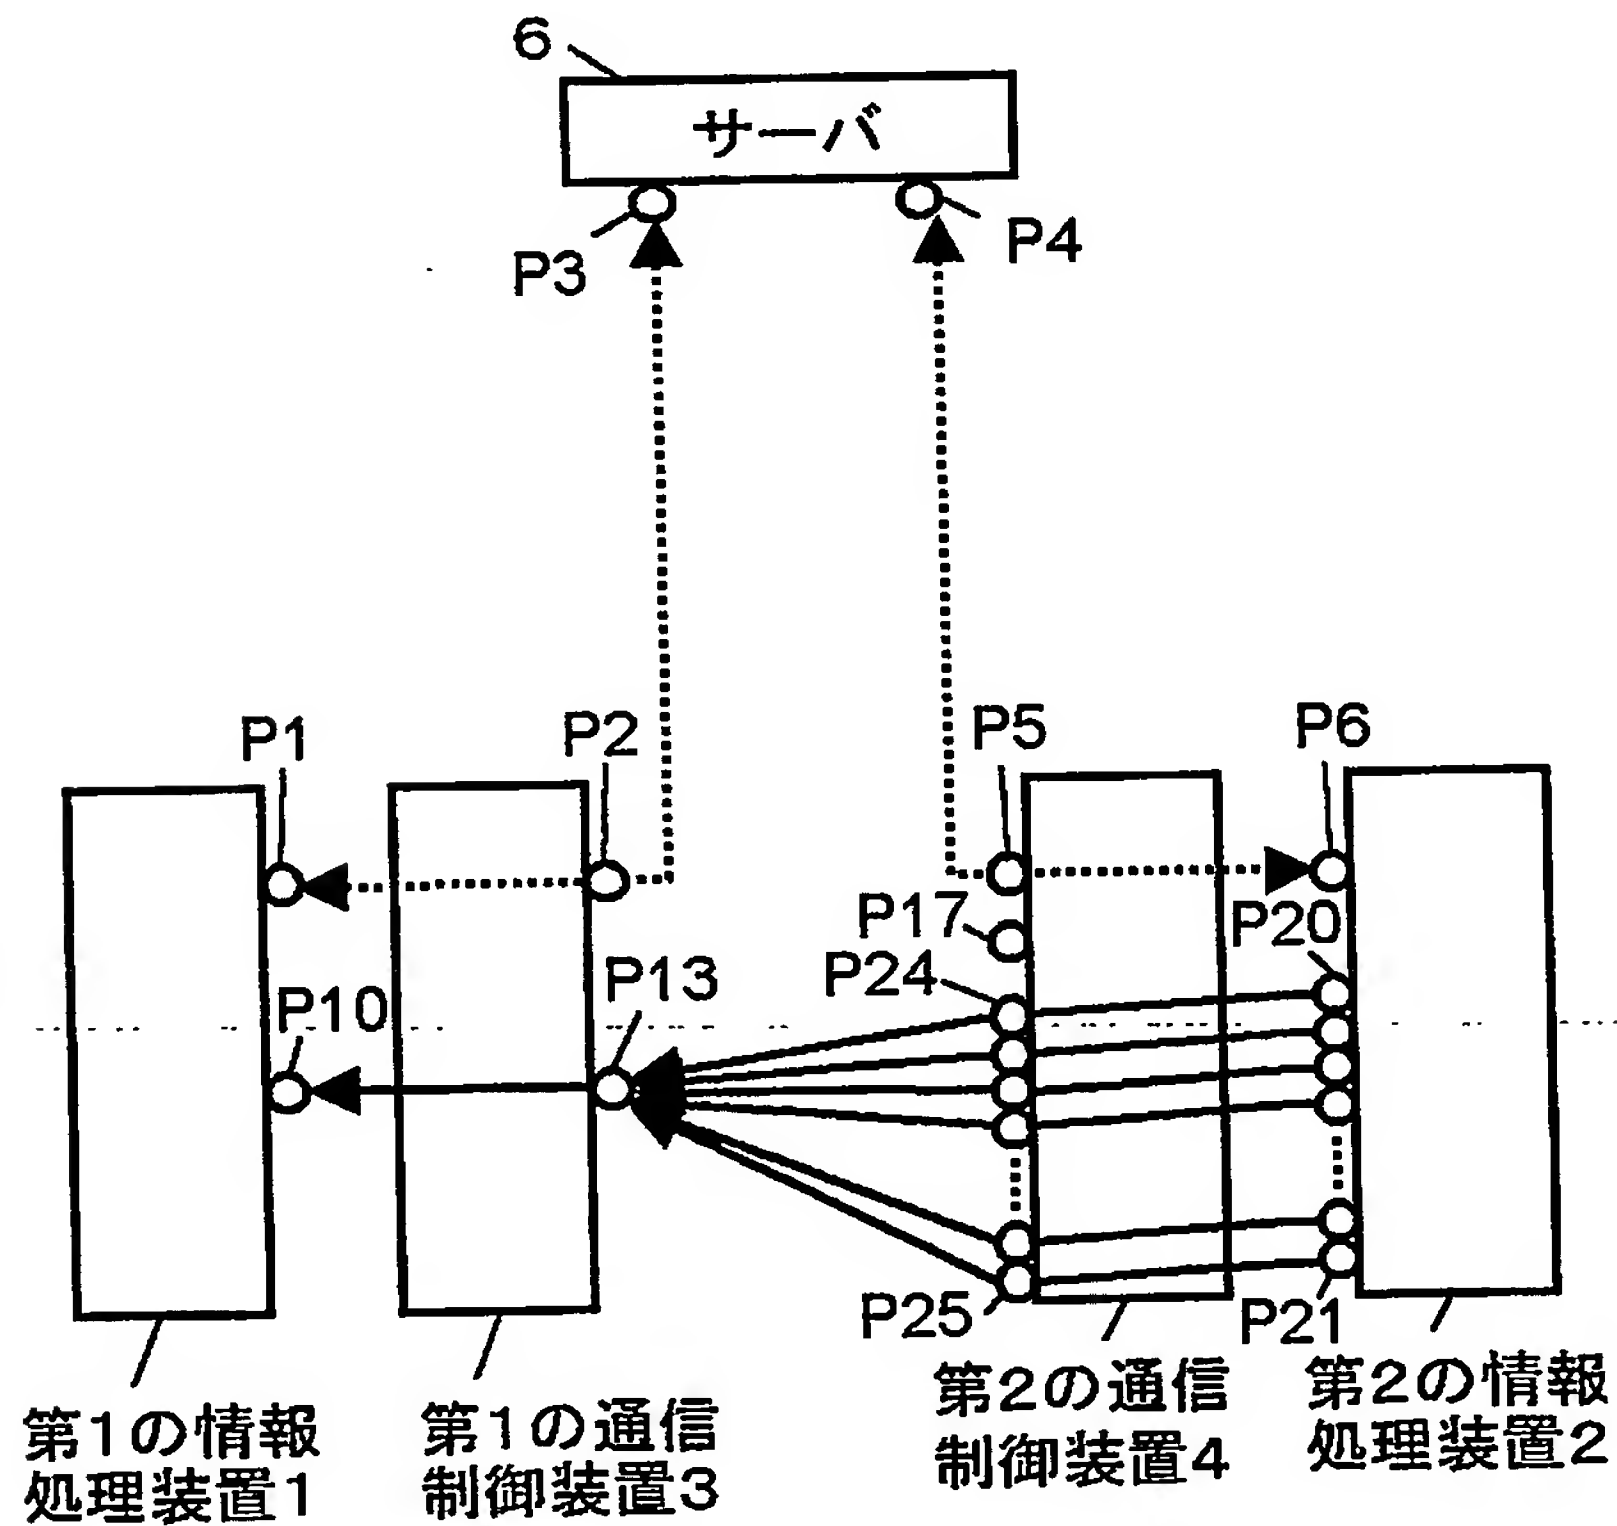 6
サーバ
P3
P4
P1
P2
P5
P6
P17
P20
P24
P13
P10
P25
P21
第1の情報
処理装置1
第1の通信
制御装置3
第2の通信
制御装置4
第2の情報
処理装置2